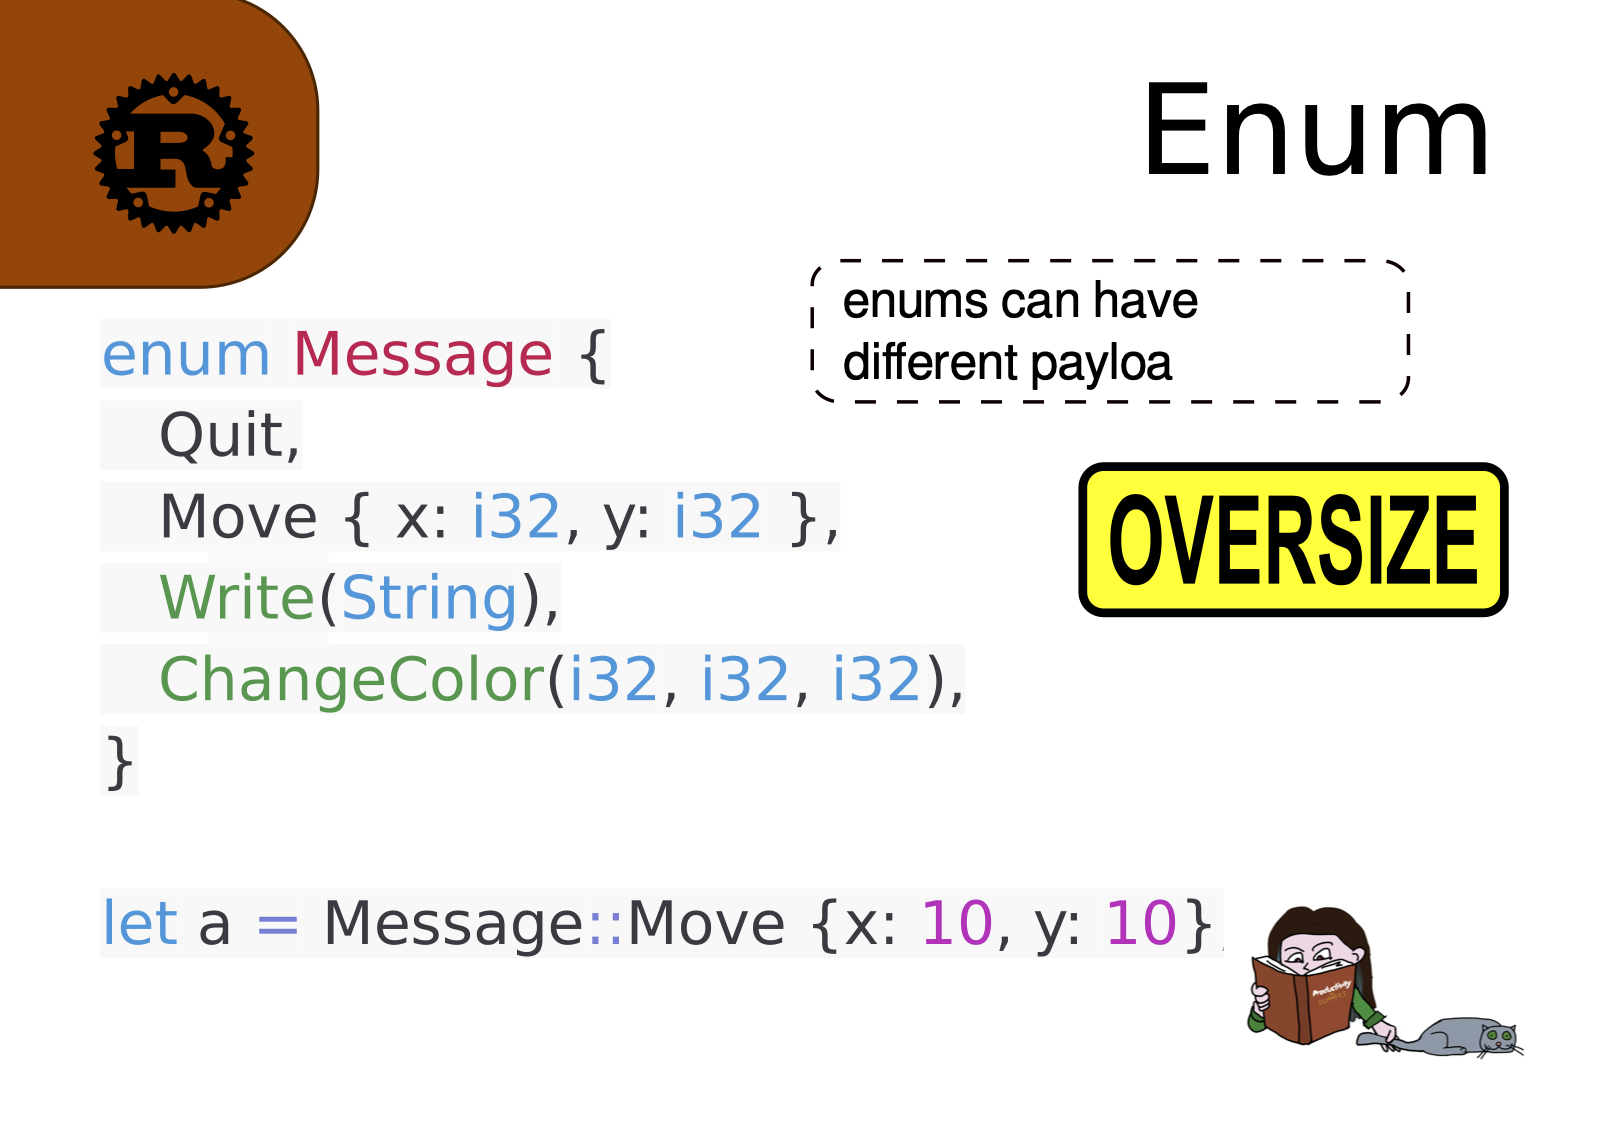 R
Enum
enums can have
different payloa
enum Message {
Quit,
Move { x: i32, y: i32 },
Write(String),
ChangeColor(i32, i32, i32),
}
OVERSIZE
let a = Message::Move {x: 10, y: 10}
Productivity